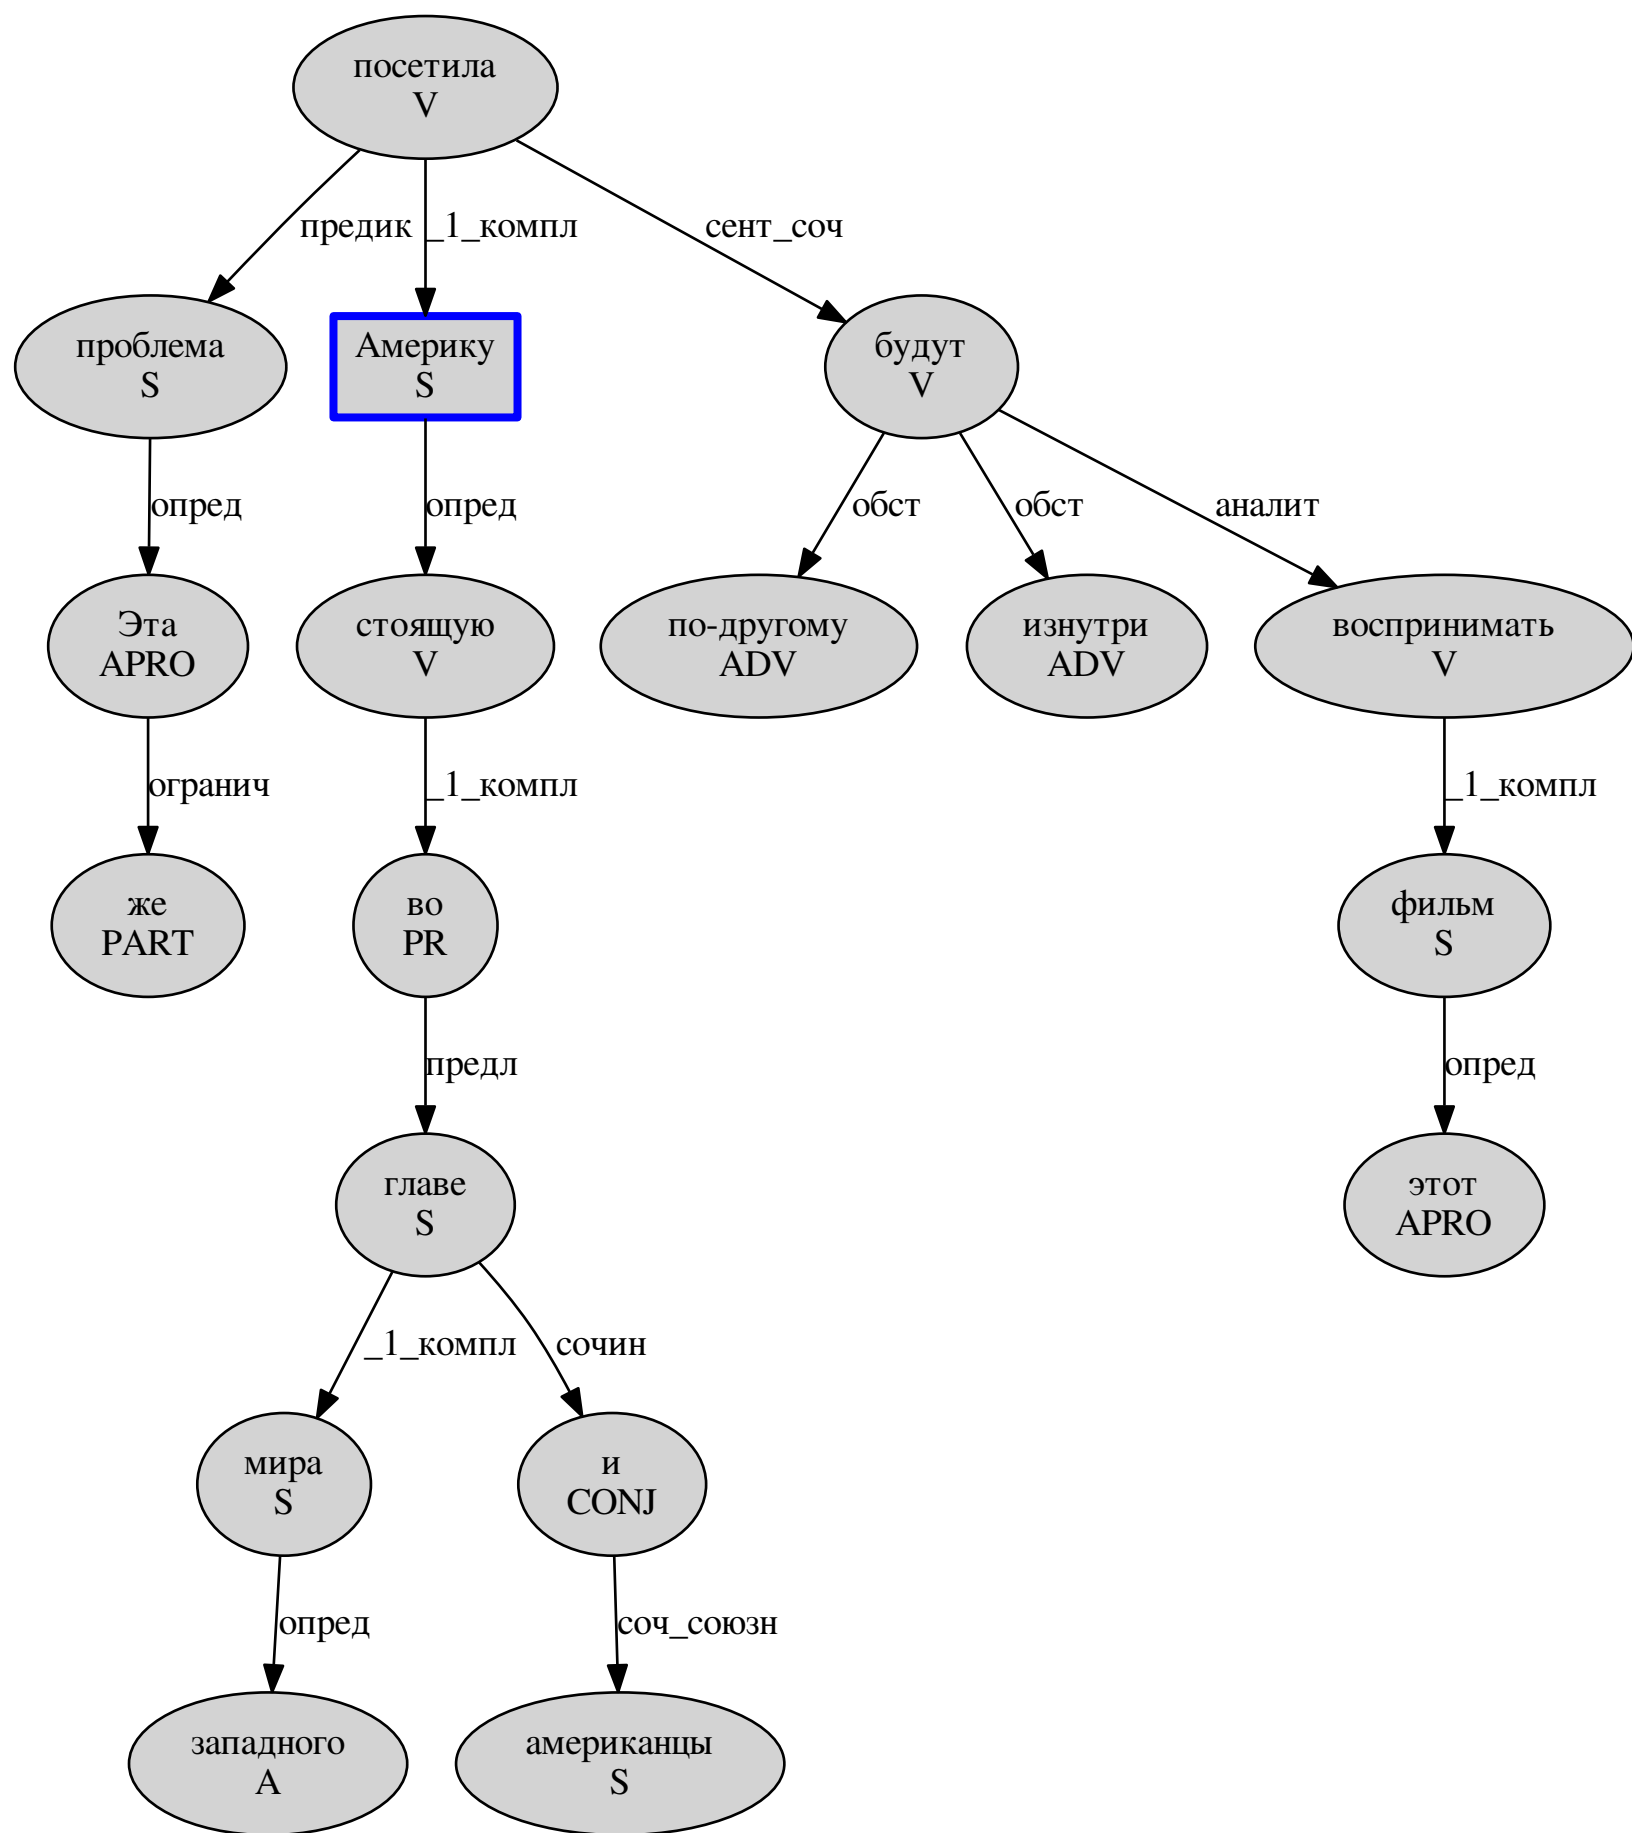 посетила
V
предик
_1_компл
сент_соч
проблема
S
Америку
S
будут
V
опред
опред
обст
обст
аналит
Эта
APRO
стоящую
V
по-другому
ADV
изнутри
ADV
воспринимать
V
огранич
_1_компл
_1_компл
же
PART
во
PR
фильм
S
предл
опред
главе
S
этот
APRO
_1_компл
сочин
мира
S
и
CONJ
опред
соч_союзн
западного
A
американцы
S